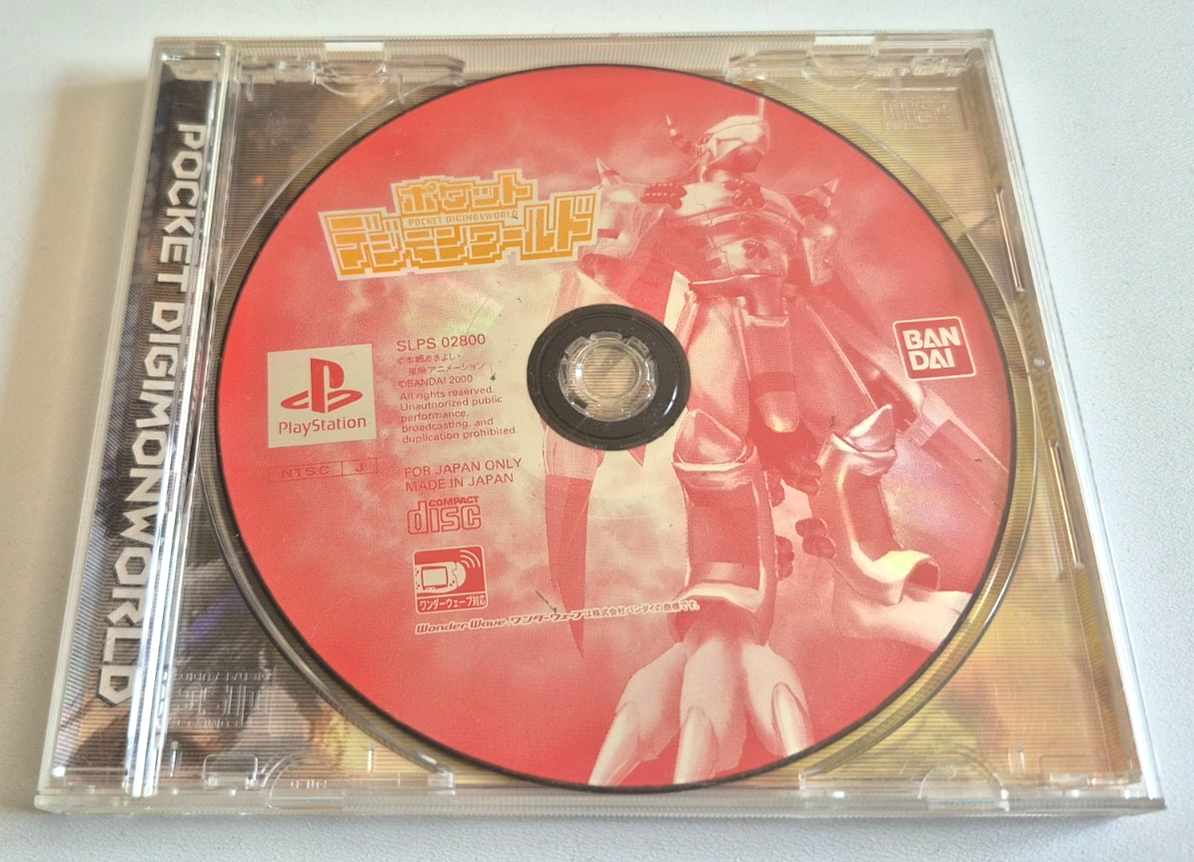 POCKET DIGIMONWORLD
ポケット
POCKET DIGIMONWORLD
デジモンワールド
BAN
DAI
PlayStation
NTSC J
SLPS 02800
©本郷あきよし・
東映アニメーション
©BANDAI 2000
All rights reserved.
Unauthorized public
performance,
broadcasting, and
duplication prohibited.
FOR JAPAN ONLY
MADE IN JAPAN
COMPACT
disc
ワンダーウェーブ対応
WonderWave、ワンダーウェーブは株式会社バンダイの商標です。